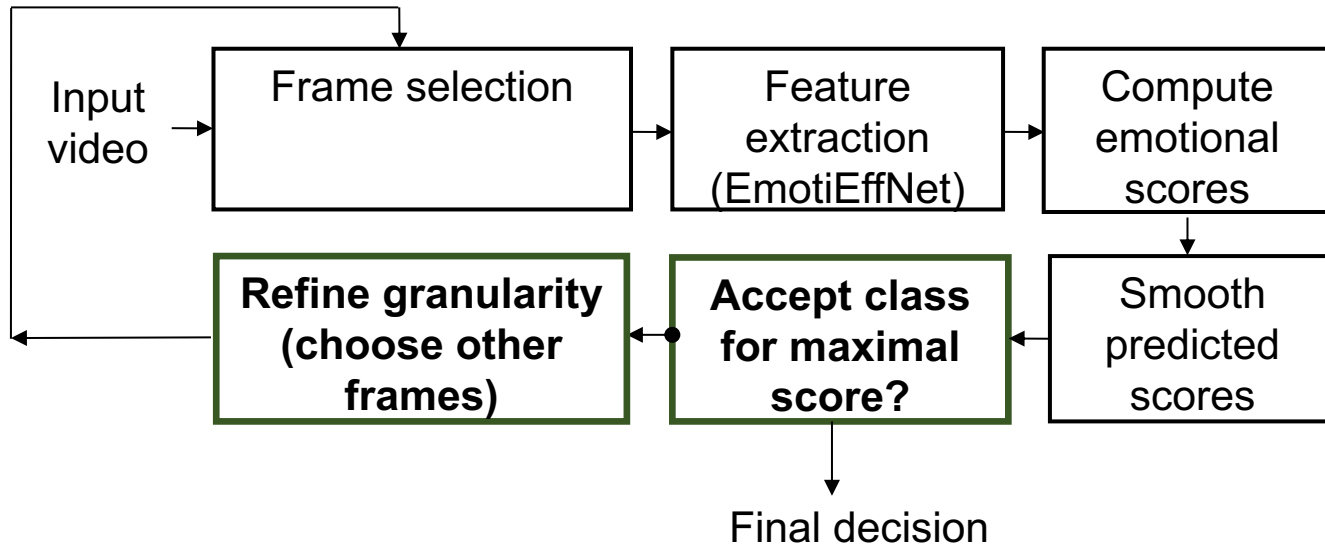 Input
video
Frame selection
Feature
extraction
(EmotiEffNet)
Compute
emotional
scores
Smooth
predicted
scores
Accept class
for maximal
score?
Refine granularity
(choose other
frames)
Final decision